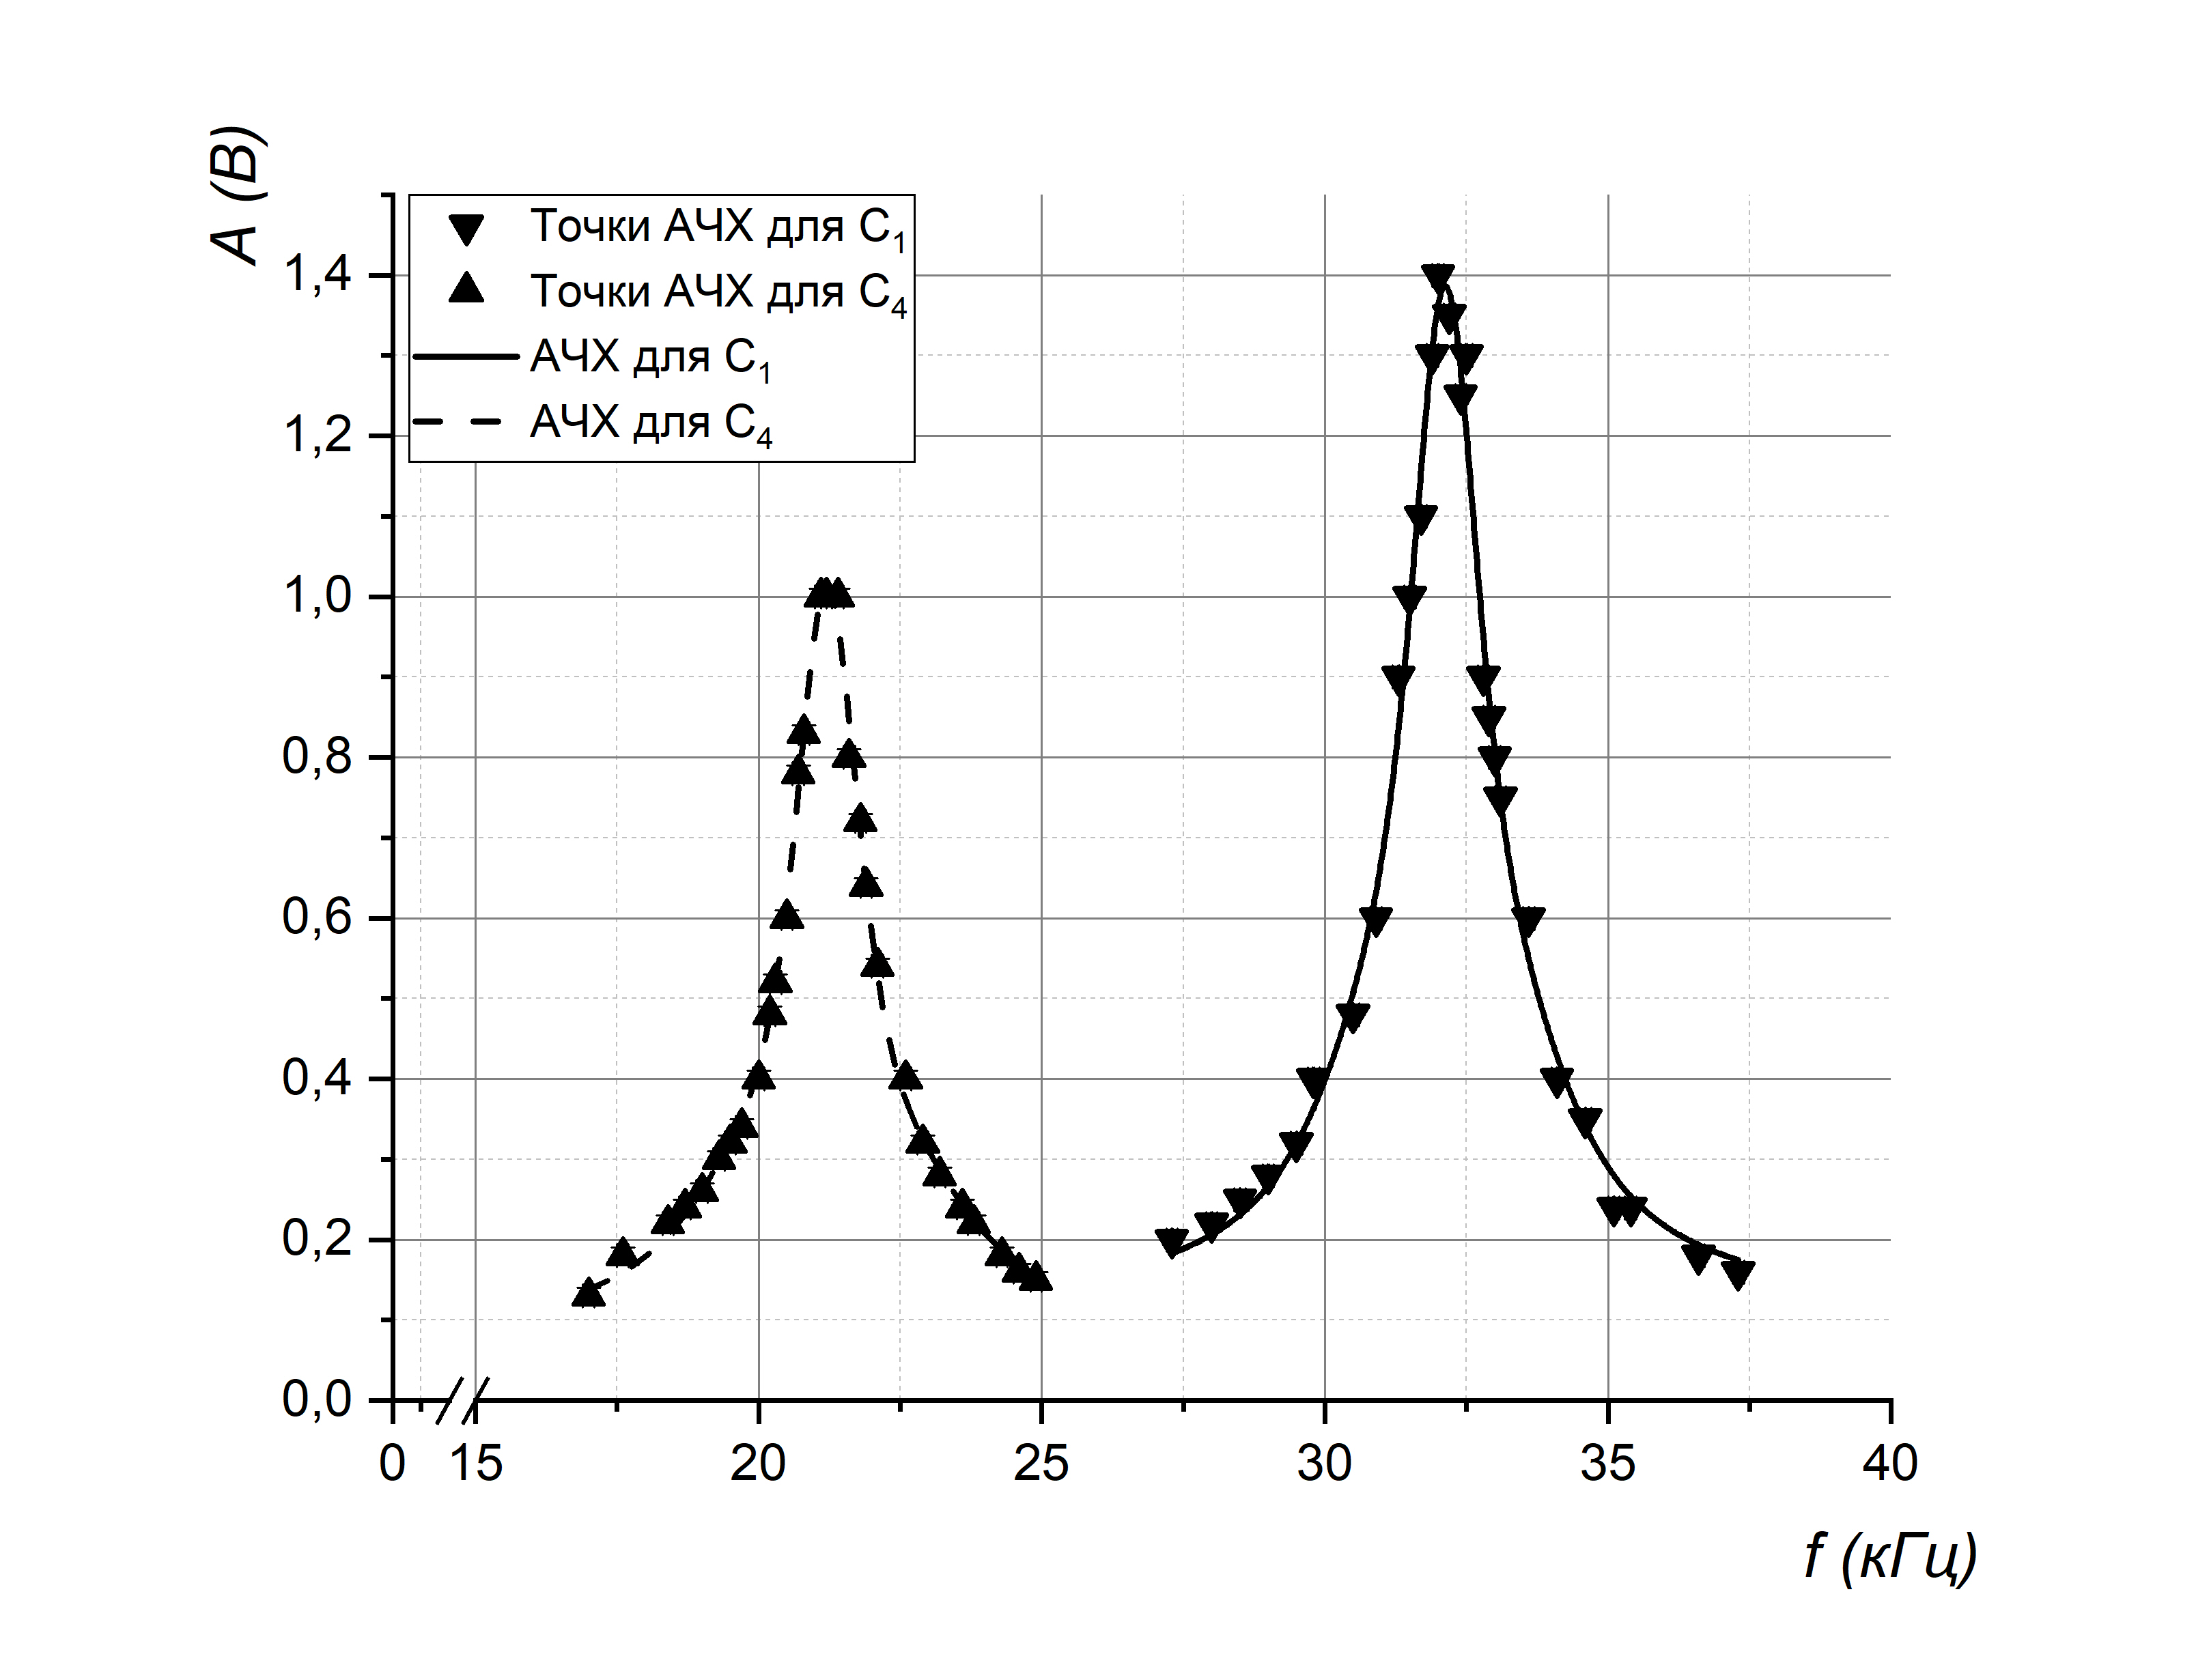 A (В)
Точки АЧХ для C₁
Точки АЧХ для C₄
АЧХ для C₁
АЧХ для C₄
1,4
1,2
1,0
0,8
0,6
0,4
0,2
0,0
0 15 20 25 30 35 40
f (кГц)